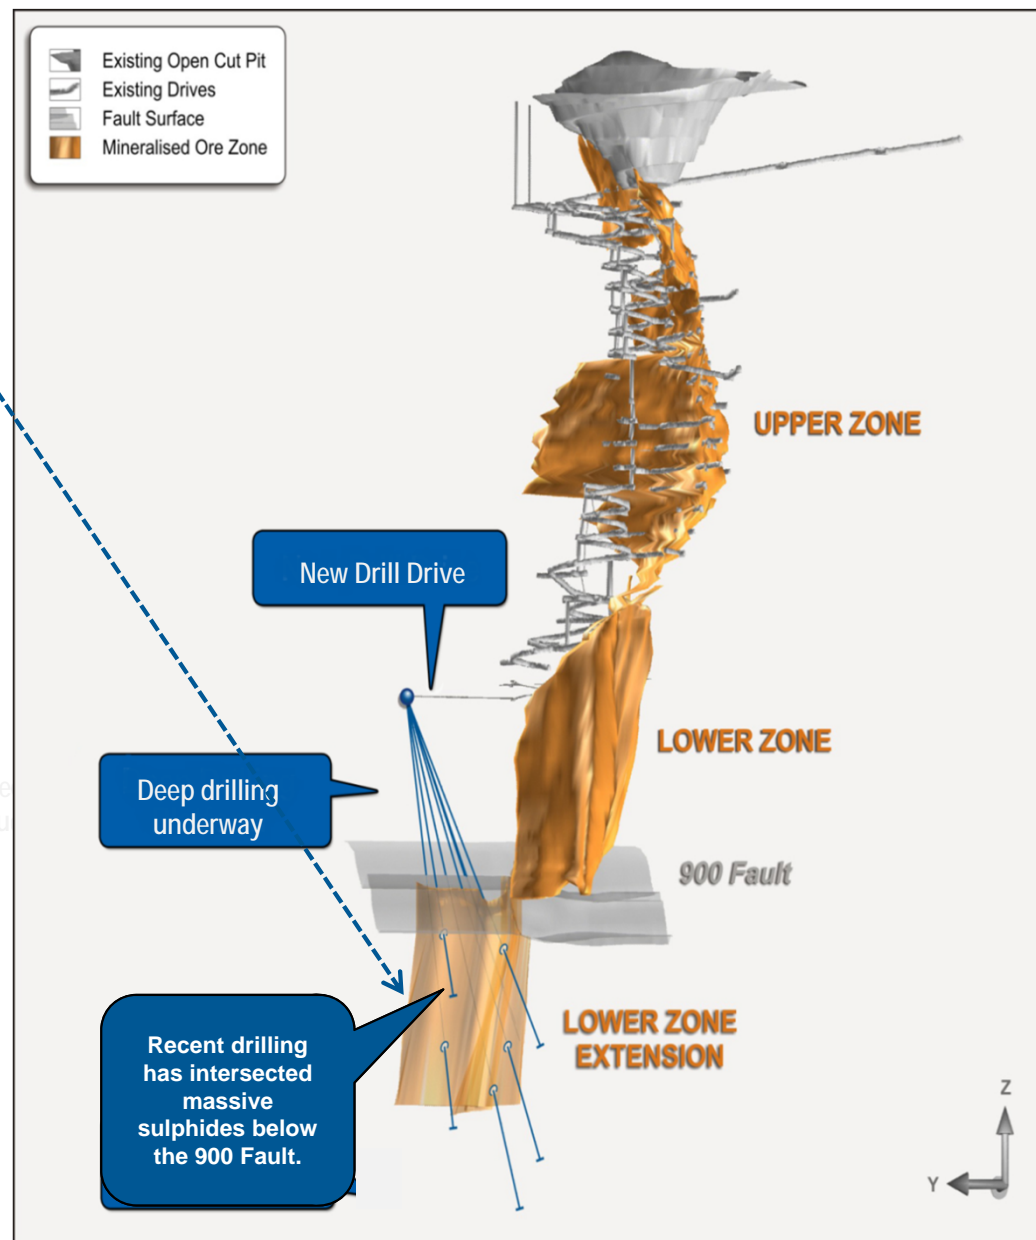 Existing Open Cut Pit
Existing Drives
Fault Surface
Mineralised Ore Zone
UPPER ZONE
New Drill Drive
LOWER ZONE
Deep drilling
underway
900 Fault
Recent drilling
has intersected
massive
sulphides below
the 900 Fault.
LOWER ZONE
EXTENSION
Z
Y